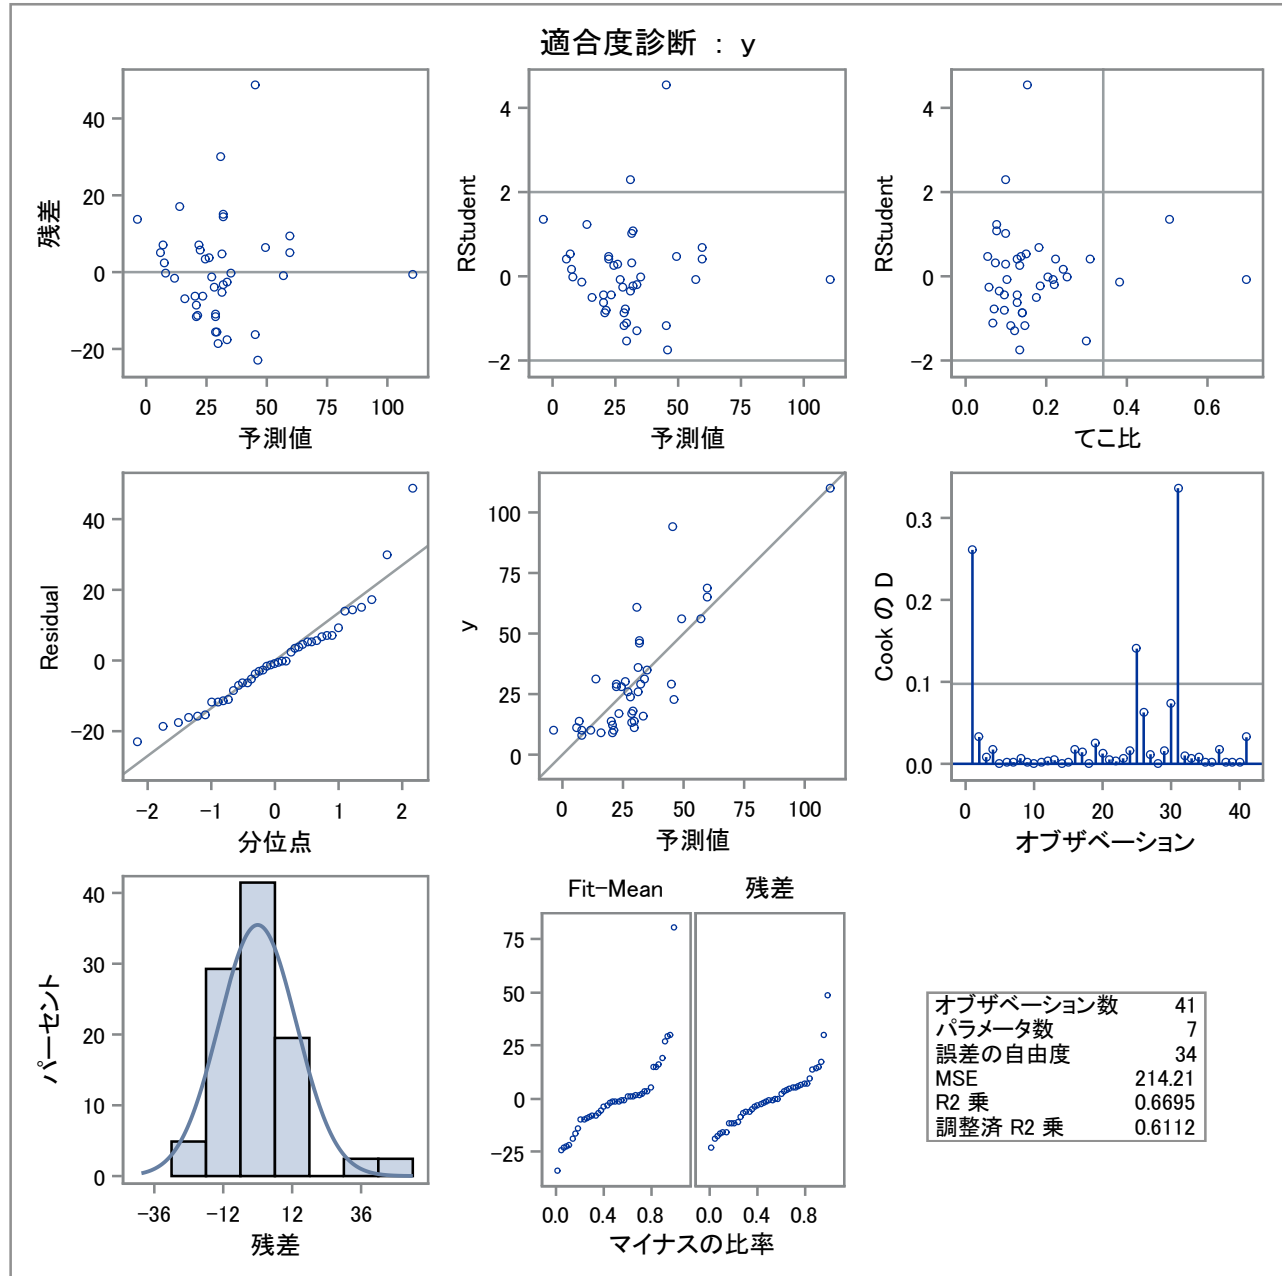 適合度診断 : y
残差
40
20
0
−20
0 25 50 75 100
予測値
RStudent
4
2
0
−2
0 25 50 75 100
予測値
RStudent
4
2
0
−2
0.0 0.2 0.4 0.6
てこ比
Residual
40
20
0
−20
−2 −1 0 1 2
分位点
y
100
75
50
25
0
0 25 50 75 100
予測値
Cook の D
0.3
0.2
0.1
0.0
0 10 20 30 40
オブザベーション
パーセント
40
30
20
10
0
−36 −12 12 36
残差
Fit−Mean 残差
75
50
25
0
−25
0.0 0.4 0.8 0.0 0.4 0.8
マイナスの比率
オブザベーション数 41
パラメータ数 7
誤差の自由度 34
MSE 214.21
R2 乗 0.6695
調整済 R2 乗 0.6112